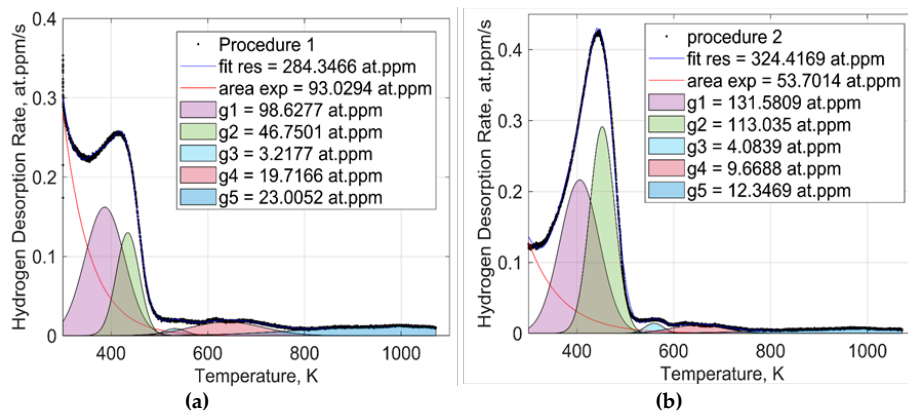 (a)
0.4
0.3
0.2
0.1
0
Hydrogen Desorption Rate, at.ppm/s
Procedure 1
fit res = 284.3466 at.ppm
area exp = 93.0294 at.ppm
g1 = 98.6277 at.ppm
g2 = 46.7501 at.ppm
g3 = 3.2177 at.ppm
g4 = 19.7166 at.ppm
g5 = 23.0052 at.ppm
400
600
800
1000
Temperature, K
(a)
(b)
0.4
0.3
0.2
0.1
0
Hydrogen Desorption Rate, at.ppm/s
procedure 2
fit res = 324.4169 at.ppm
area exp = 53.7014 at.ppm
g1 = 131.5809 at.ppm
g2 = 113.035 at.ppm
g3 = 4.0839 at.ppm
g4 = 9.6688 at.ppm
g5 = 12.3469 at.ppm
400
600
800
1000
Temperature, K
(b)